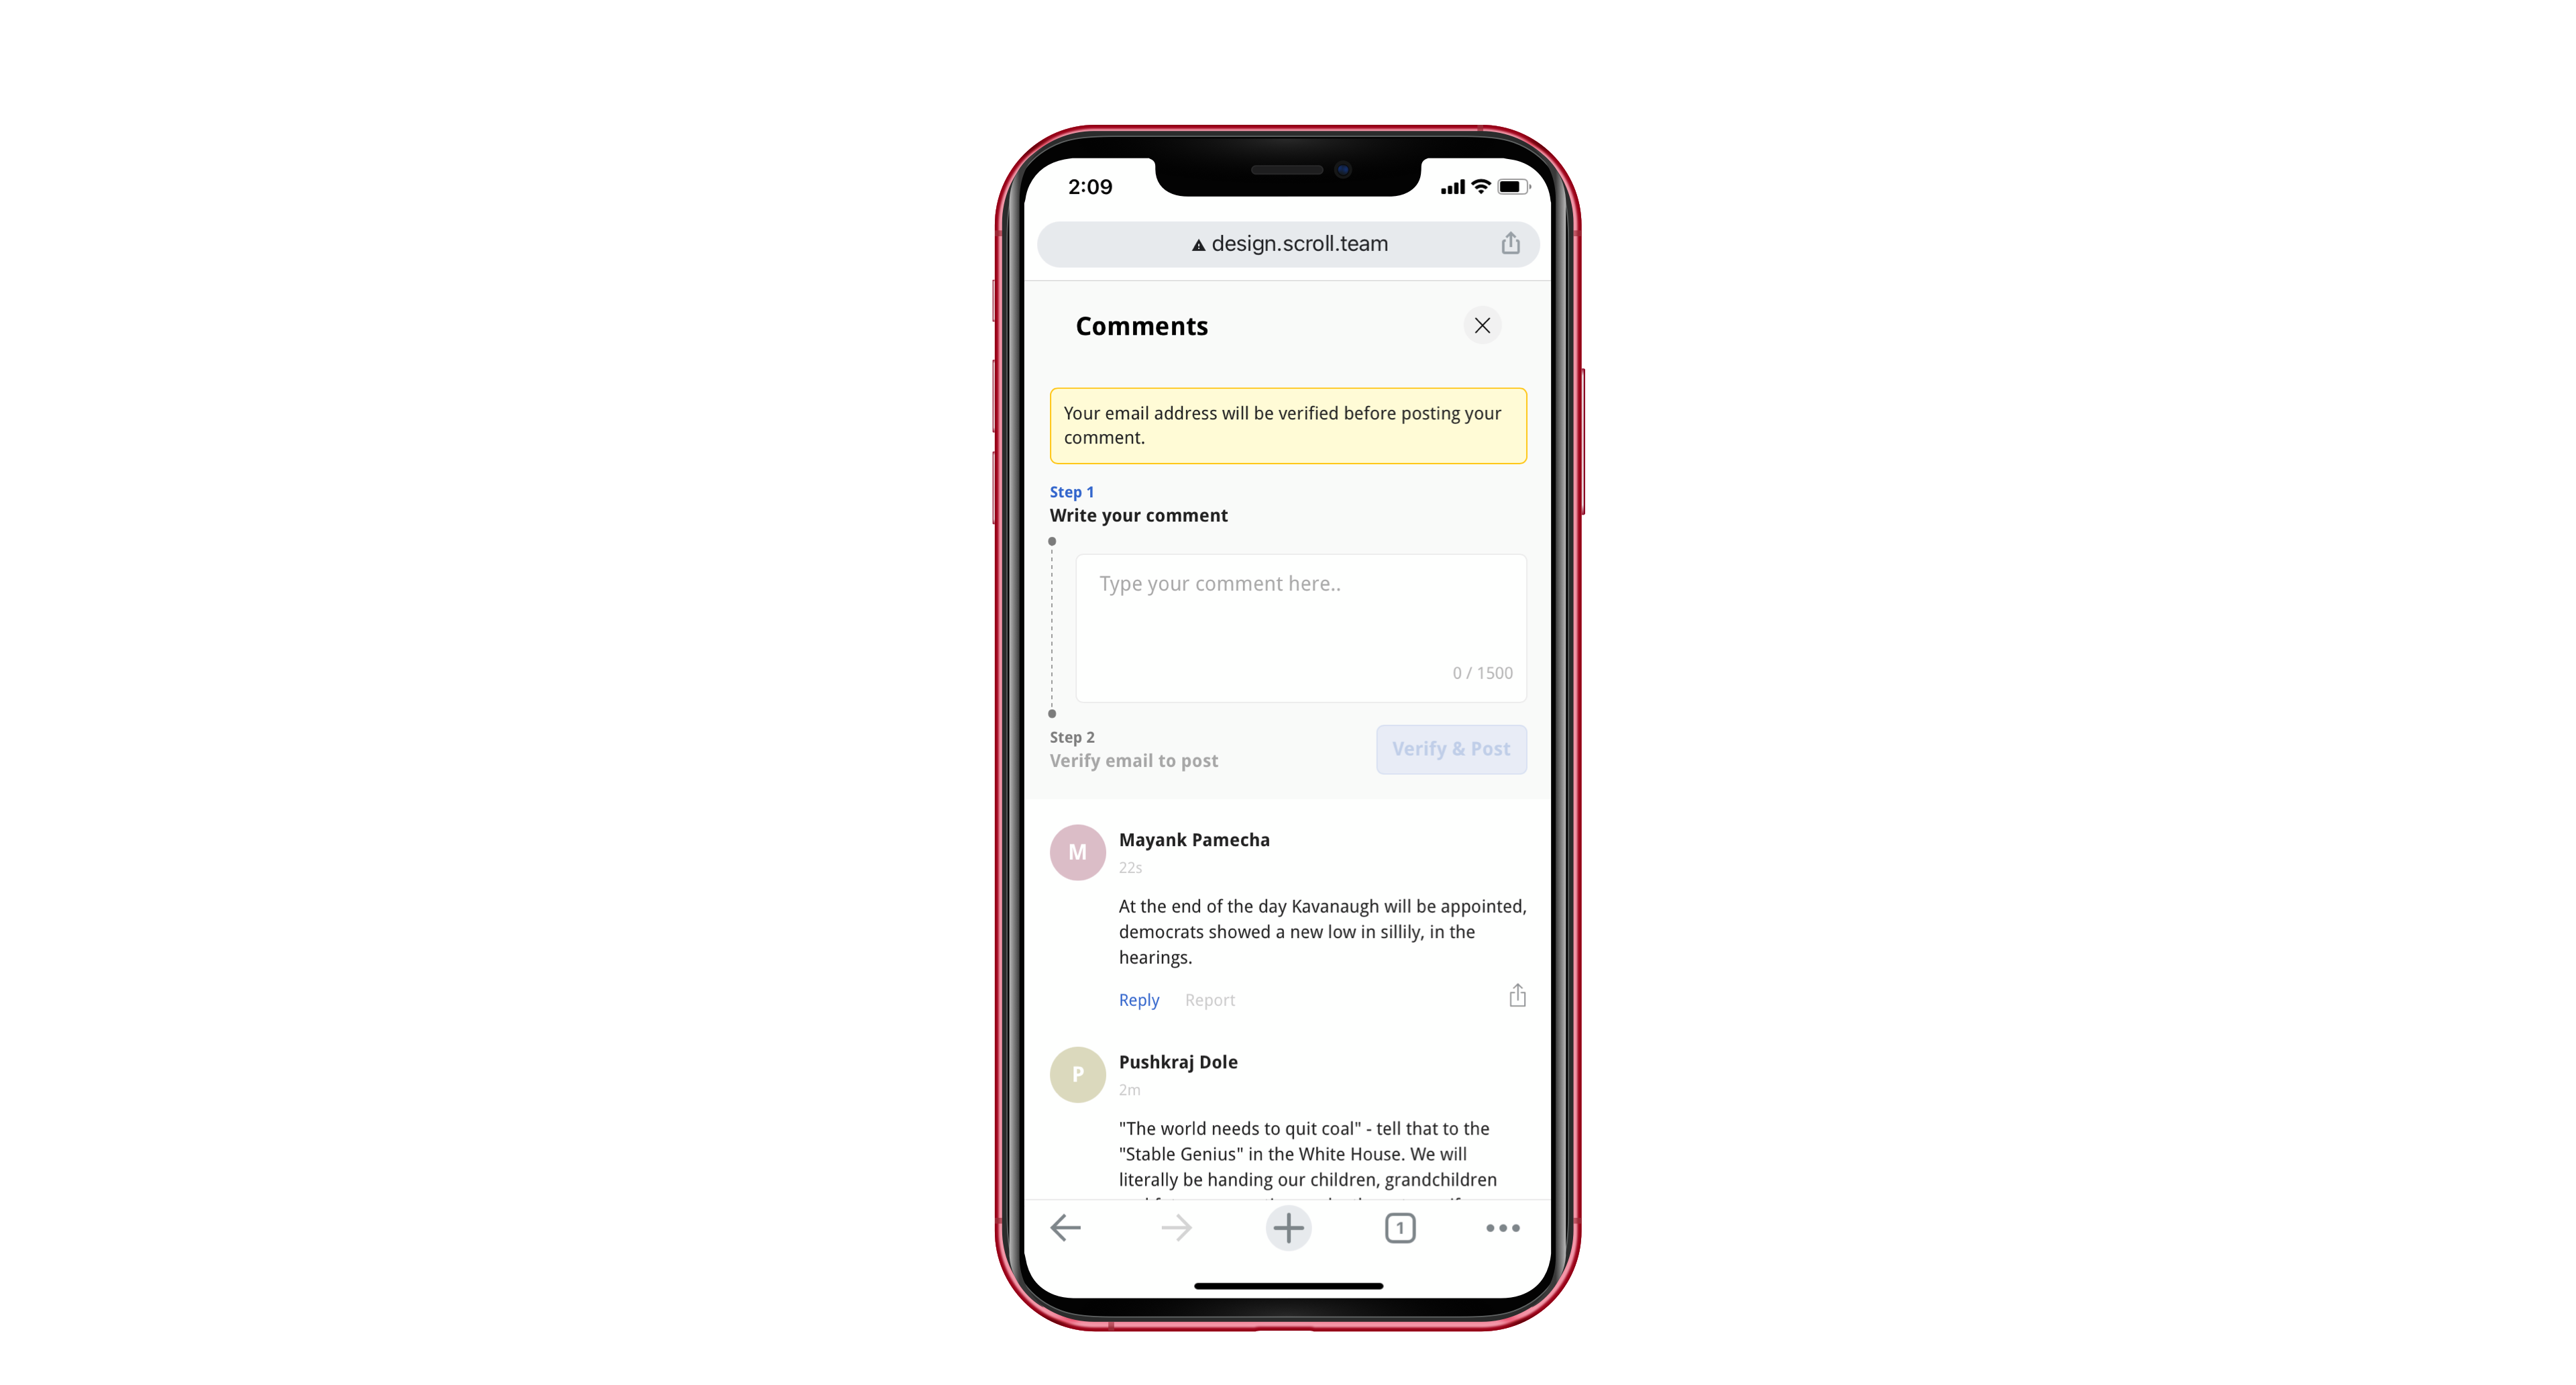 2:09
design.scroll.team
Comments
Your email address will be verified before posting your
comment.
Step 1
Write your comment
Type your comment here..
0 / 1500
Step 2
Verify email to post
Verify & Post
M
Mayank Pamecha
22s
At the end of the day Kavanaugh will be appointed,
democrats showed a new low in sillily, in the
hearings.
Reply Report
P
Pushkraj Dole
2m
"The world needs to quit coal" - tell that to the
"Stable Genius" in the White House. We will
literally be handing our children, grandchildren
1